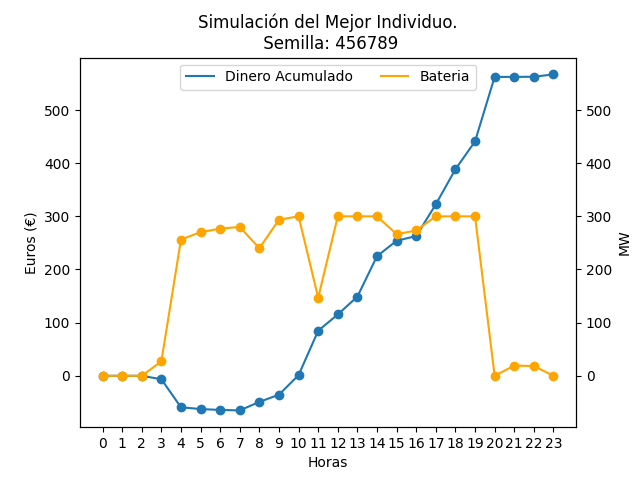 Simulación del Mejor Individuo.
Semilla: 456789
Dinero Acumulado Bateria
500 500
400 400
300 300
200 200
100 100
0 0
Euros (€)
MW
0 1 2 3 4 5 6 7 8 9 10 11 12 13 14 15 16 17 18 19 20 21 22 23
Horas